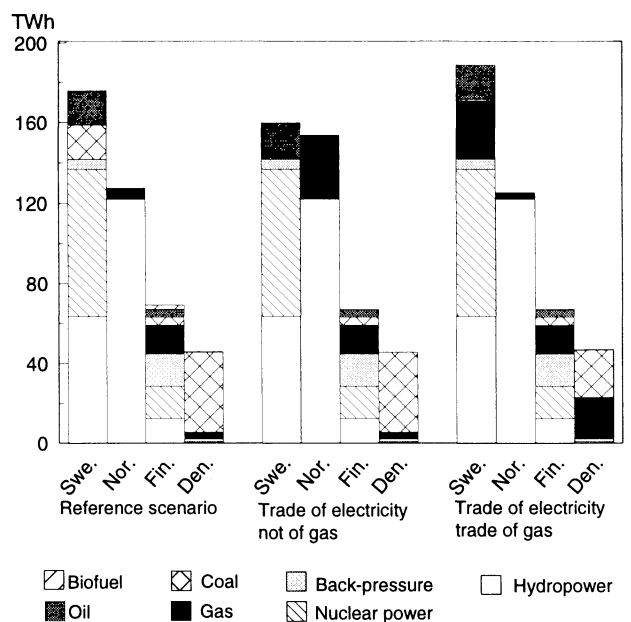 TWh
200
160
120
80
40
0
Swe. Nor. Fin. Den. Swe. Nor. Fin. Den. Swe. Nor. Fin. Den.
Reference scenario Trade of electricity Trade of electricity
not of gas trade of gas
Biofuel Coal Back-pressure Hydropower
Oil Gas Nuclear power